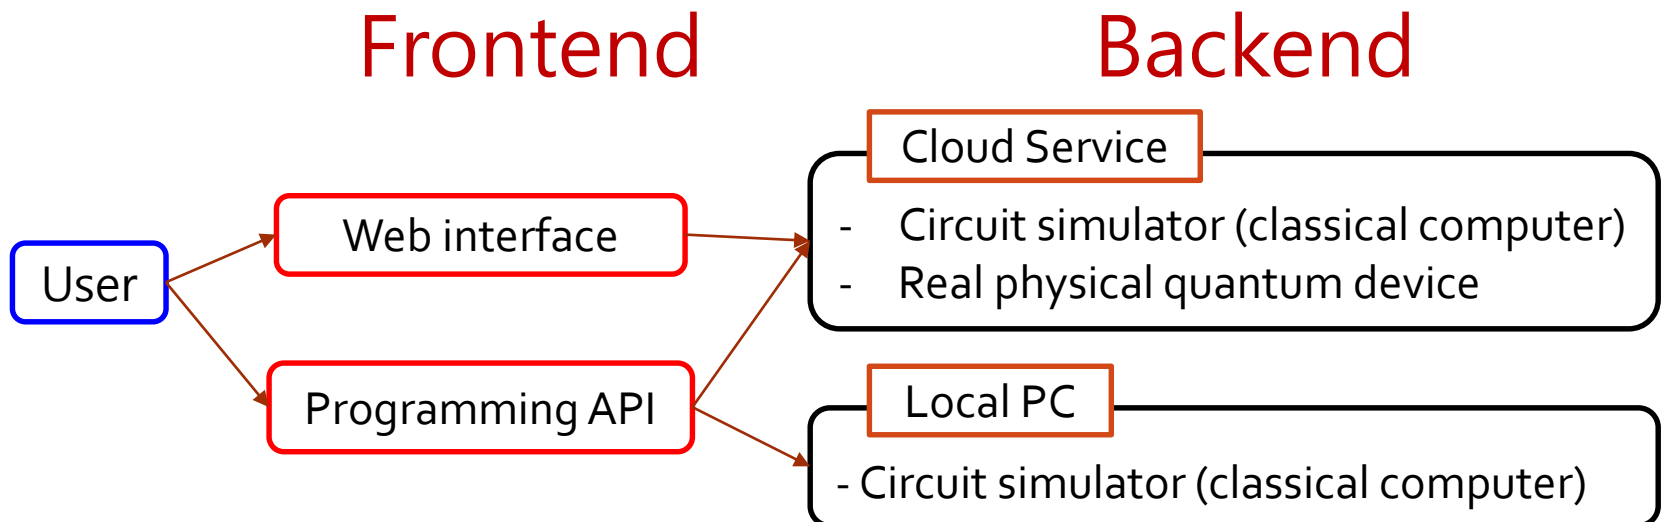 Frontend
Backend
User
Web interface
Programming API
Cloud Service
- Circuit simulator (classical computer)
- Real physical quantum device
Local PC
- Circuit simulator (classical computer)